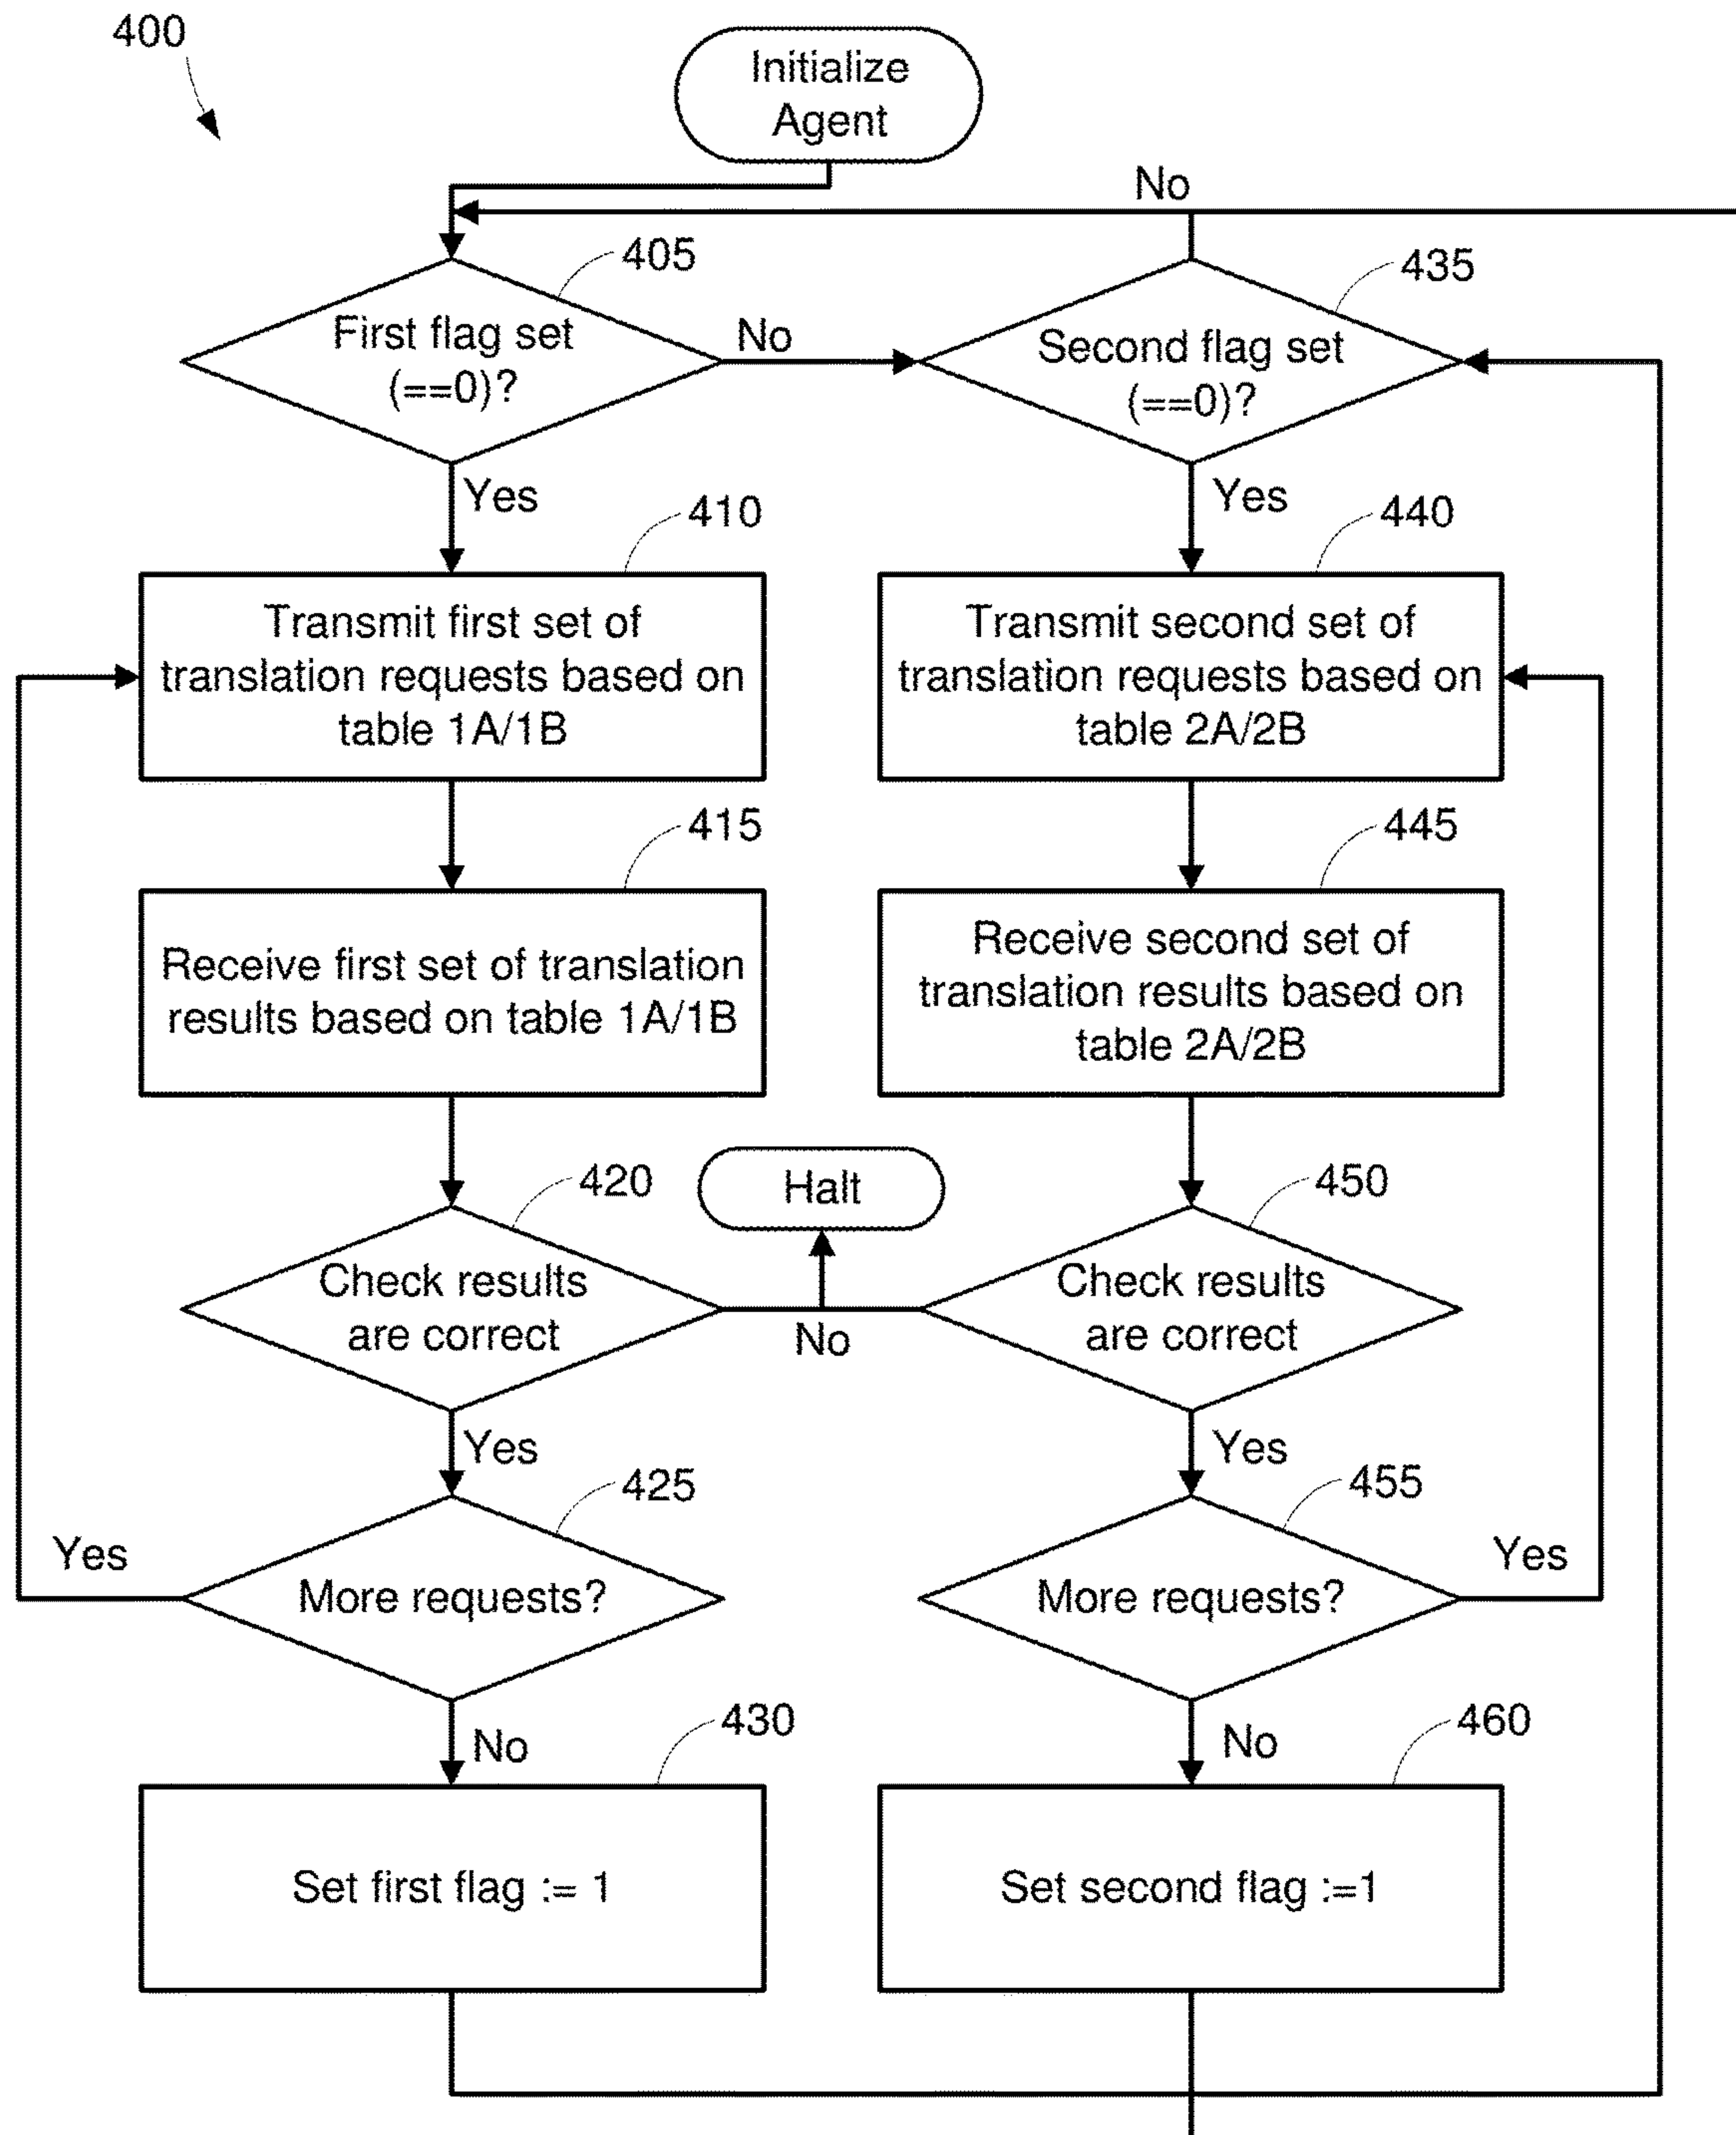 400
Initialize
Agent
No
405
435
First flag set
(==0)?
No
Second flag set
(==0)?
Yes
Yes
410
440
Transmit first set of
translation requests based on
table 1A/1B
Transmit second set of
translation requests based on
table 2A/2B
415
445
Receive first set of translation
results based on table 1A/1B
Receive second set of
translation results based on
table 2A/2B
420
Halt
450
Check results
are correct
No
Check results
are correct
Yes
Yes
425
455
Yes
More requests?
More requests?
Yes
No
430
No
460
Set first flag := 1
Set second flag :=1